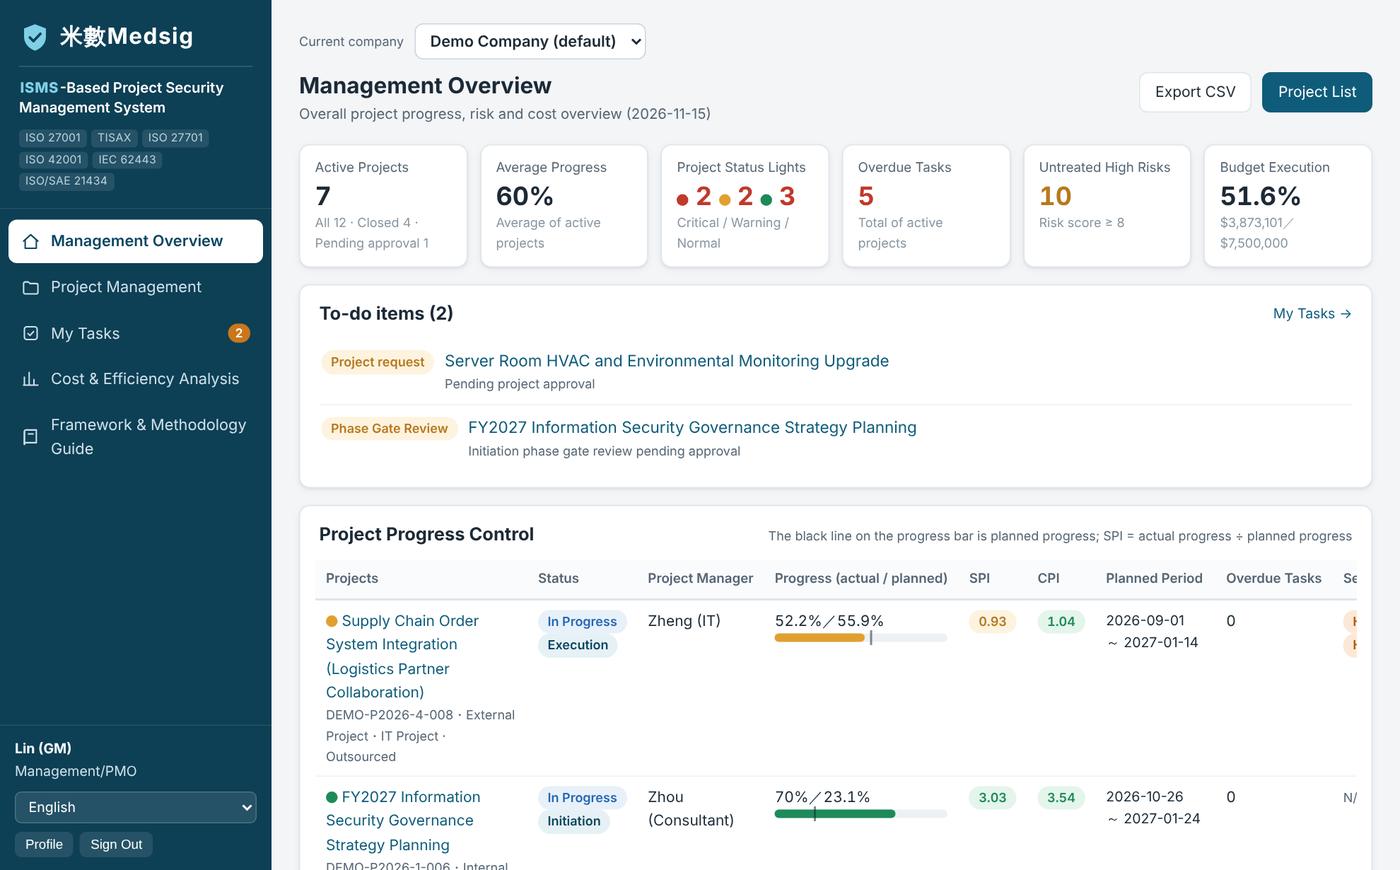 米數Medsig
ISMS-Based Project Security
Management System
ISO 27001 TISAX ISO 27701
ISO 42001 IEC 62443
ISO/SAE 21434
Management Overview
Project Management
My Tasks 2
Cost & Efficiency Analysis
Framework & Methodology
Guide
Lin (GM)
Management/PMO
English
Profile Sign Out
Current company Demo Company (default)
Management Overview
Overall project progress, risk and cost overview (2026-11-15)
Export CSV Project List
Active Projects
7
All 12 · Closed 4 ·
Pending approval 1
Average Progress
60%
Average of active
projects
Project Status Lights
2 2 3
Critical / Warning /
Normal
Overdue Tasks
5
Total of active
projects
Untreated High Risks
10
Risk score ≥ 8
Budget Execution
51.6%
$3,873,101／
$7,500,000
To-do items (2) My Tasks →
Project request Server Room HVAC and Environmental Monitoring Upgrade
Pending project approval
Phase Gate Review FY2027 Information Security Governance Strategy Planning
Initiation phase gate review pending approval
Project Progress Control The black line on the progress bar is planned progress; SPI = actual progress ÷ planned progress
Projects Status Project Manager Progress (actual / planned) SPI CPI Planned Period Overdue Tasks
Supply Chain Order
System Integration
(Logistics Partner
Collaboration)
DEMO-P2026-4-008 · External
Project · IT Project ·
Outsourced
In Progress
Execution
Zheng (IT)
52.2%／55.9%
0.93
1.04
2026-09-01
～ 2027-01-14
0
FY2027 Information
Security Governance
Strategy Planning
DEMO-P2026-1-006 · Internal
In Progress
Initiation
Zhou
(Consultant)
70%／23.1%
3.03
3.54
2026-10-26
～ 2027-01-24
0
N/